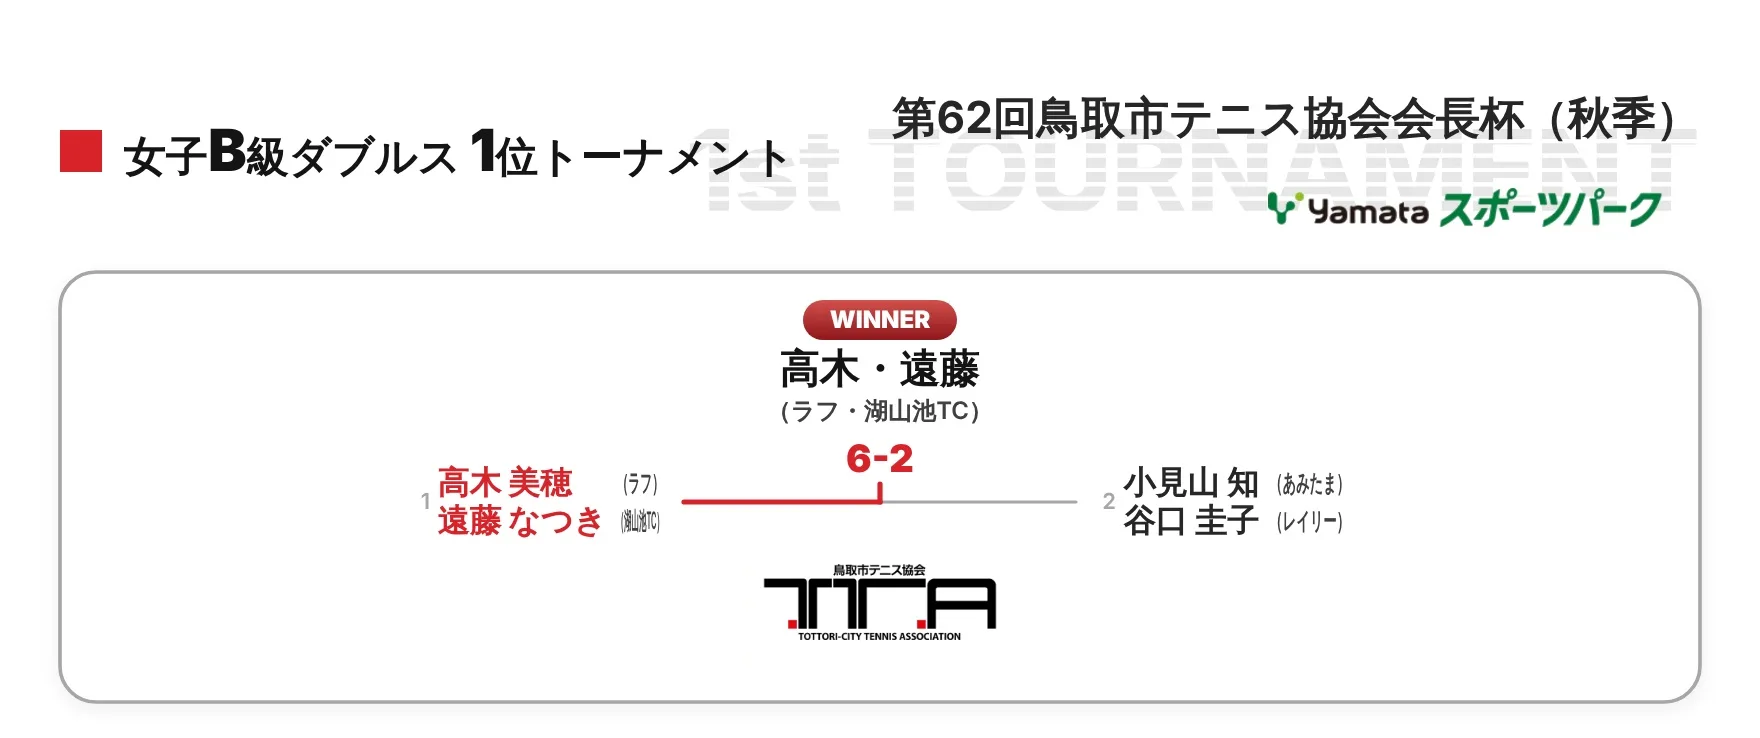 第62回鳥取市テニス協会会長杯（秋季）
女子B級ダブルス 1位トーナメント
1st TOURNAMENT
Yamata スポーツパーク
WINNER
高木・遠藤
（ラフ・湖山池TC）
6-2
1
高木 美穂 （ラフ）
遠藤 なつき （湖山池TC）
2
小見山 知 （あみたま）
谷口 圭子 （レイリー）
鳥取市テニス協会
TTA
TOTTORI-CITY TENNIS ASSOCIATION